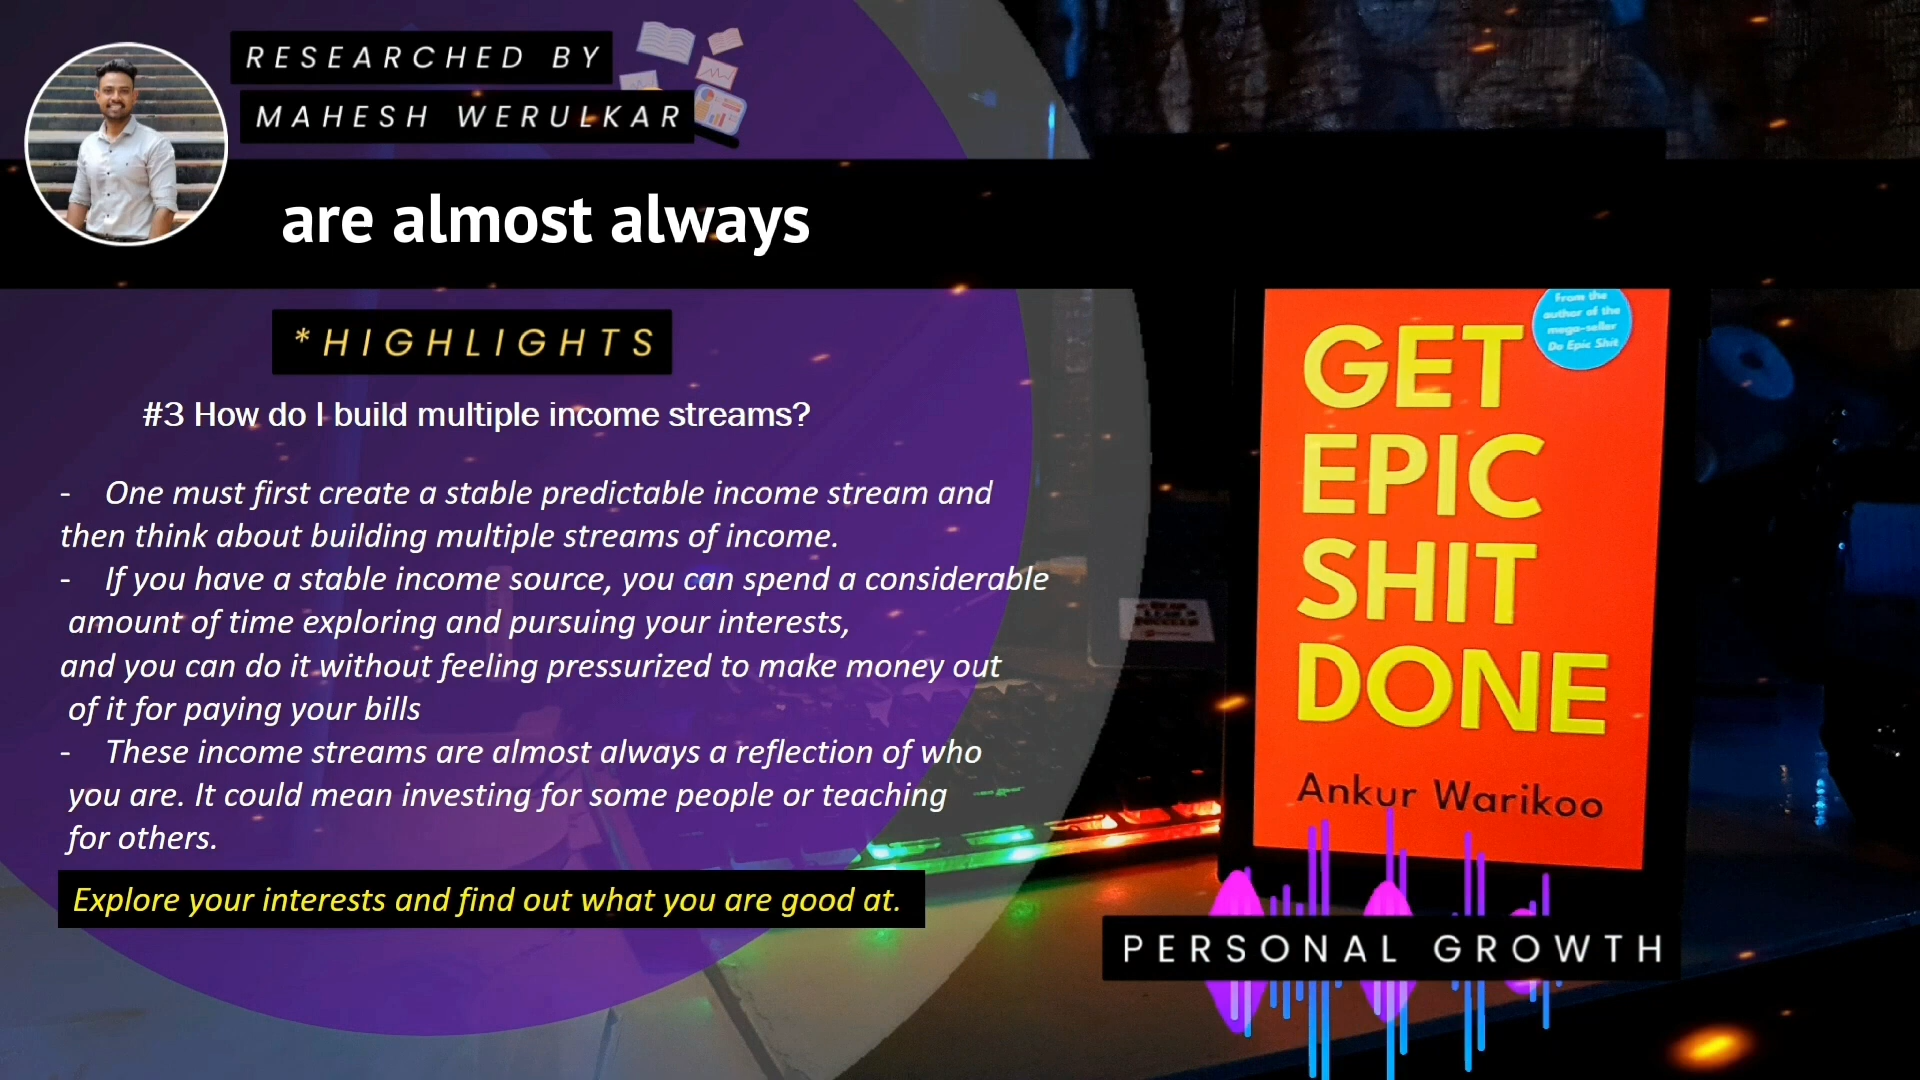 RESEARCHED BY
MAHESH WERULKAR
are almost always
*HIGHLIGHTS
#3 How do I build multiple income streams?
- One must first create a stable predictable income stream and
then think about building multiple streams of income.
- If you have a stable income source, you can spend a considerable
amount of time exploring and pursuing your interests,
and you can do it without feeling pressurized to make money out
of it for paying your bills
- These income streams are almost always a reflection of who
you are. It could mean investing for some people or teaching
for others.
Explore your interests and find out what you are good at.
From the
author of the
mega-seller
Do Epic Shit
GET
EPIC
SHIT
DONE
Ankur Warikoo
PERSONAL GROWTH